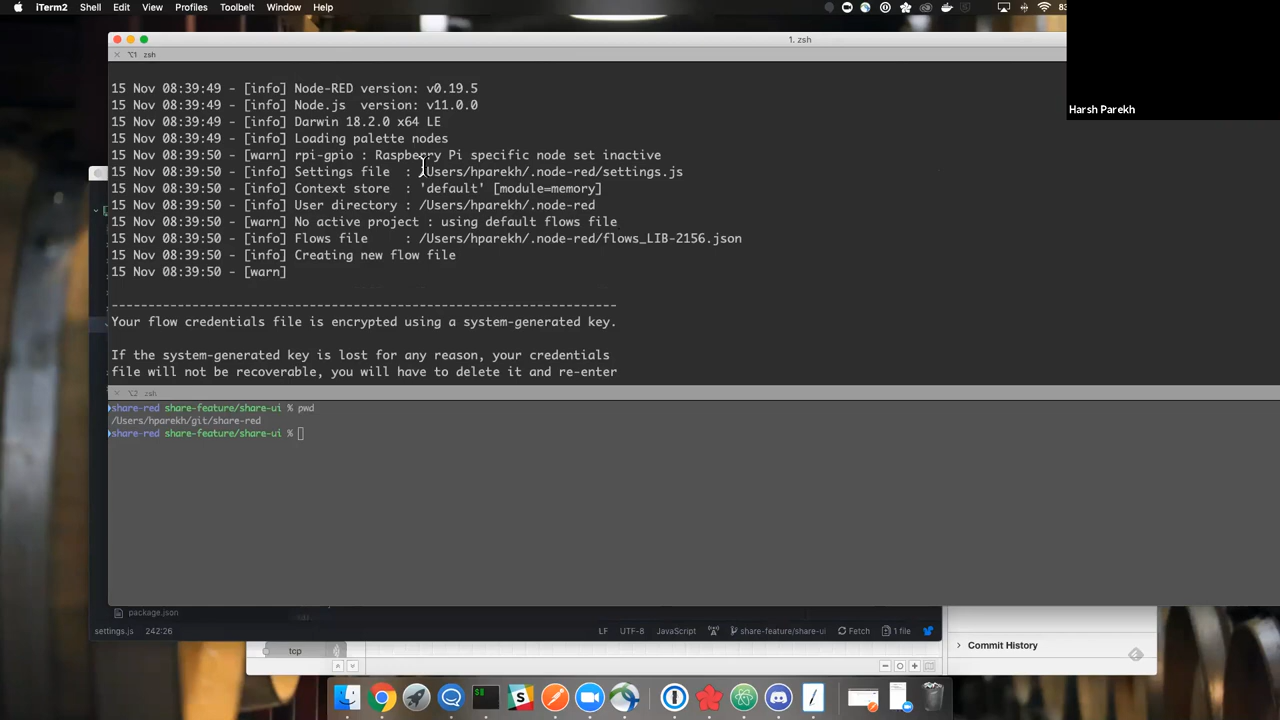 iTerm2 Shell Edit View Profiles Toolbelt Window Help
83
1. zsh
⌥1 zsh
Harsh Parekh
15 Nov 08:39:49 - [info] Node-RED version: v0.19.5
15 Nov 08:39:49 - [info] Node.js  version: v11.0.0
15 Nov 08:39:49 - [info] Darwin 18.2.0 x64 LE
15 Nov 08:39:49 - [info] Loading palette nodes
15 Nov 08:39:50 - [warn] rpi-gpio : Raspberry Pi specific node set inactive
15 Nov 08:39:50 - [info] Settings file  : /Users/hparekh/.node-red/settings.js
15 Nov 08:39:50 - [info] Context store  : 'default' [module=memory]
15 Nov 08:39:50 - [info] User directory : /Users/hparekh/.node-red
15 Nov 08:39:50 - [warn] No active project : using default flows file
15 Nov 08:39:50 - [info] Flows file     : /Users/hparekh/.node-red/flows_LIB-2156.json
15 Nov 08:39:50 - [info] Creating new flow file
15 Nov 08:39:50 - [warn]
---------------------------------------------------------------------
Your flow credentials file is encrypted using a system-generated key.
If the system-generated key is lost for any reason, your credentials
file will not be recoverable, you will have to delete it and re-enter
⌥2 zsh
share-red share-feature/share-ui % pwd
/Users/hparekh/git/share-red
share-red share-feature/share-ui %
package.json
settings.js 242:26 LF UTF-8 JavaScript share-feature/share-ui Fetch 1 file
Commit History
tcp